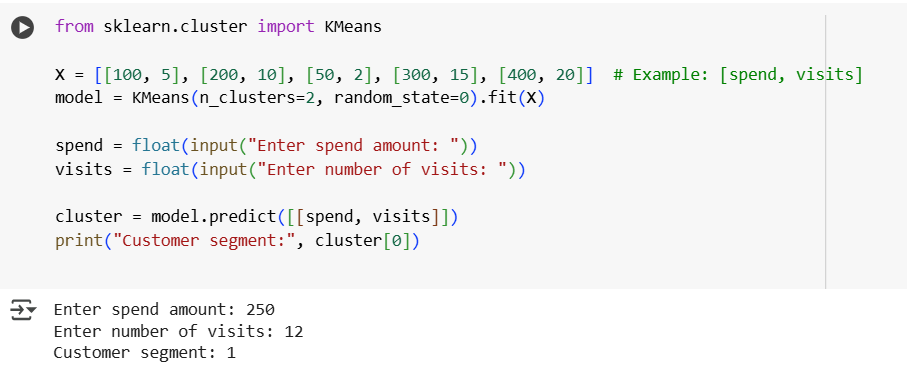 from sklearn.cluster import KMeans
X = [[100, 5], [200, 10], [50, 2], [300, 15], [400, 20]]  # Example: [spend, visits]
model = KMeans(n_clusters=2, random_state=0).fit(X)
spend = float(input("Enter spend amount: "))
visits = float(input("Enter number of visits: "))
cluster = model.predict([[spend, visits]])
print("Customer segment:", cluster[0])
Enter spend amount: 250
Enter number of visits: 12
Customer segment: 1